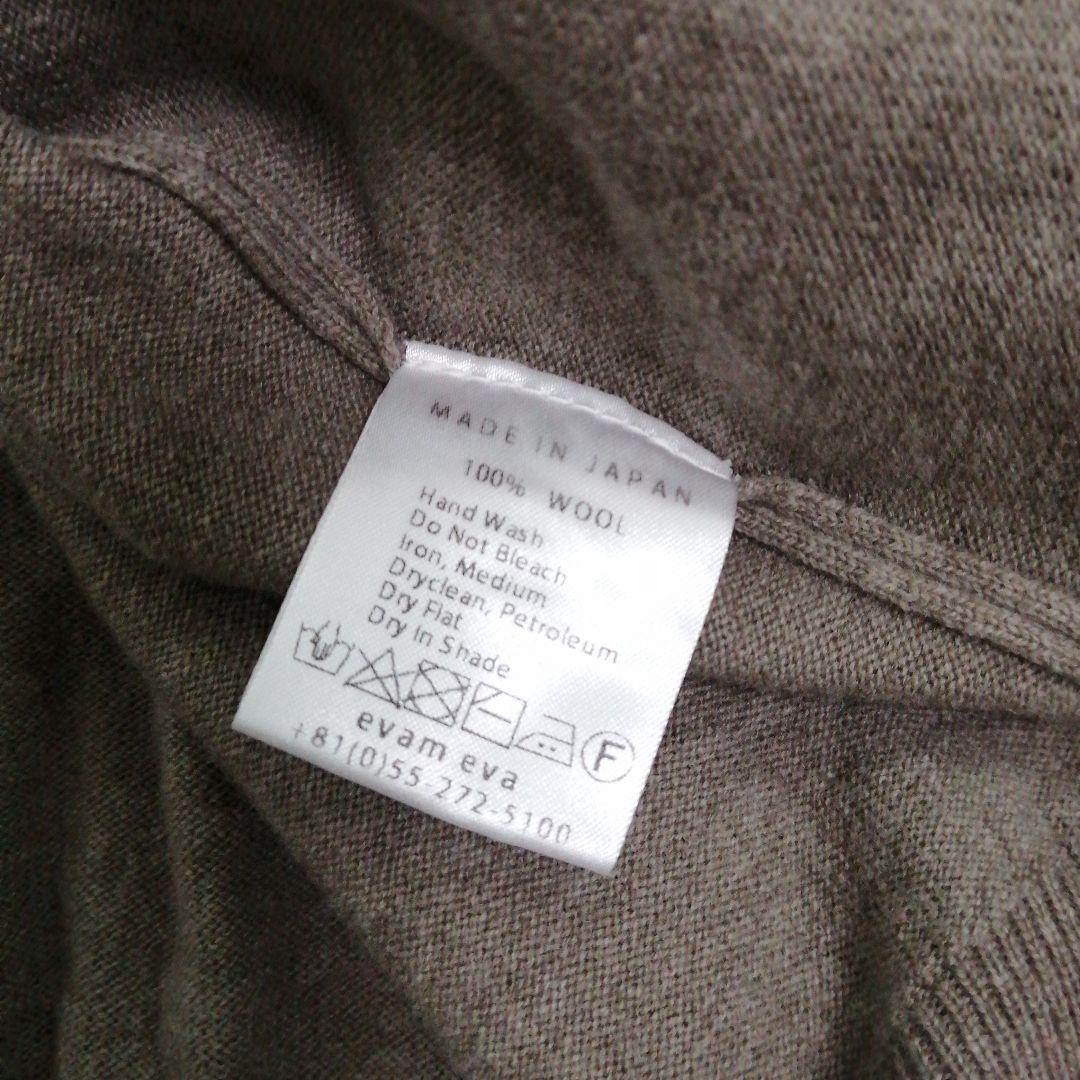 MADE IN JAPAN
100% WOOL
Hand Wash
Do Not Bleach
Iron, Medium
Dryclean, Petroleum
Dry Flat
Dry In Shade
F
evam eva
+81(0)55-272-5100